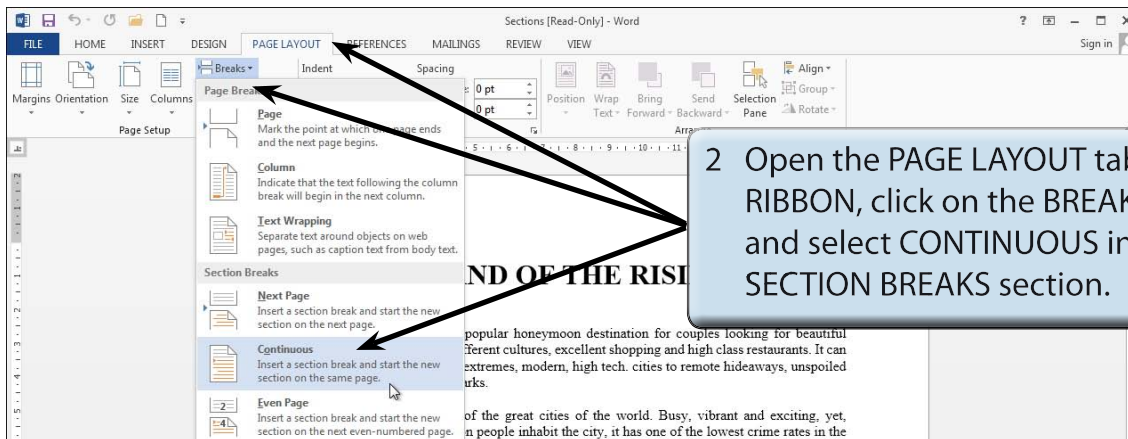 Sections [Read-Only] - Word
?
FILE HOME INSERT DESIGN PAGE LAYOUT REFERENCES MAILINGS REVIEW VIEW Sign in
Breaks Indent Spacing Align
Margins Orientation Size Columns 0 pt Position Wrap Bring Send Selection Group
0 pt Text Forward Backward Pane Rotate
Page Setup
Page
Page
Mark the point at which one page ends
and the next page begins.
Column
Indicate that the text following the column
break will begin in the next column.
Text Wrapping
Separate text around objects on web
pages, such as caption text from body text.
Section Breaks
Next Page
Insert a section break and start the new
section on the next page.
Continuous
Insert a section break and start the new
section on the same page.
Even Page
Insert a section break and start the new
section on the next even-numbered page.
5 6 7 8 9 10 11
2 Open the PAGE LAYOUT tab
RIBBON, click on the BREAK
and select CONTINUOUS in
SECTION BREAKS section.
OF THE
popular honeymoon destination for couples looking for beautiful
cultures, excellent shopping and high class restaurants. It can
extremes, modern, high tech. cities to remote hideaways, unspoiled
of the great cities of the world. Busy, vibrant and exciting, yet,
people inhabit the city, it has one of the lowest crime rates in the